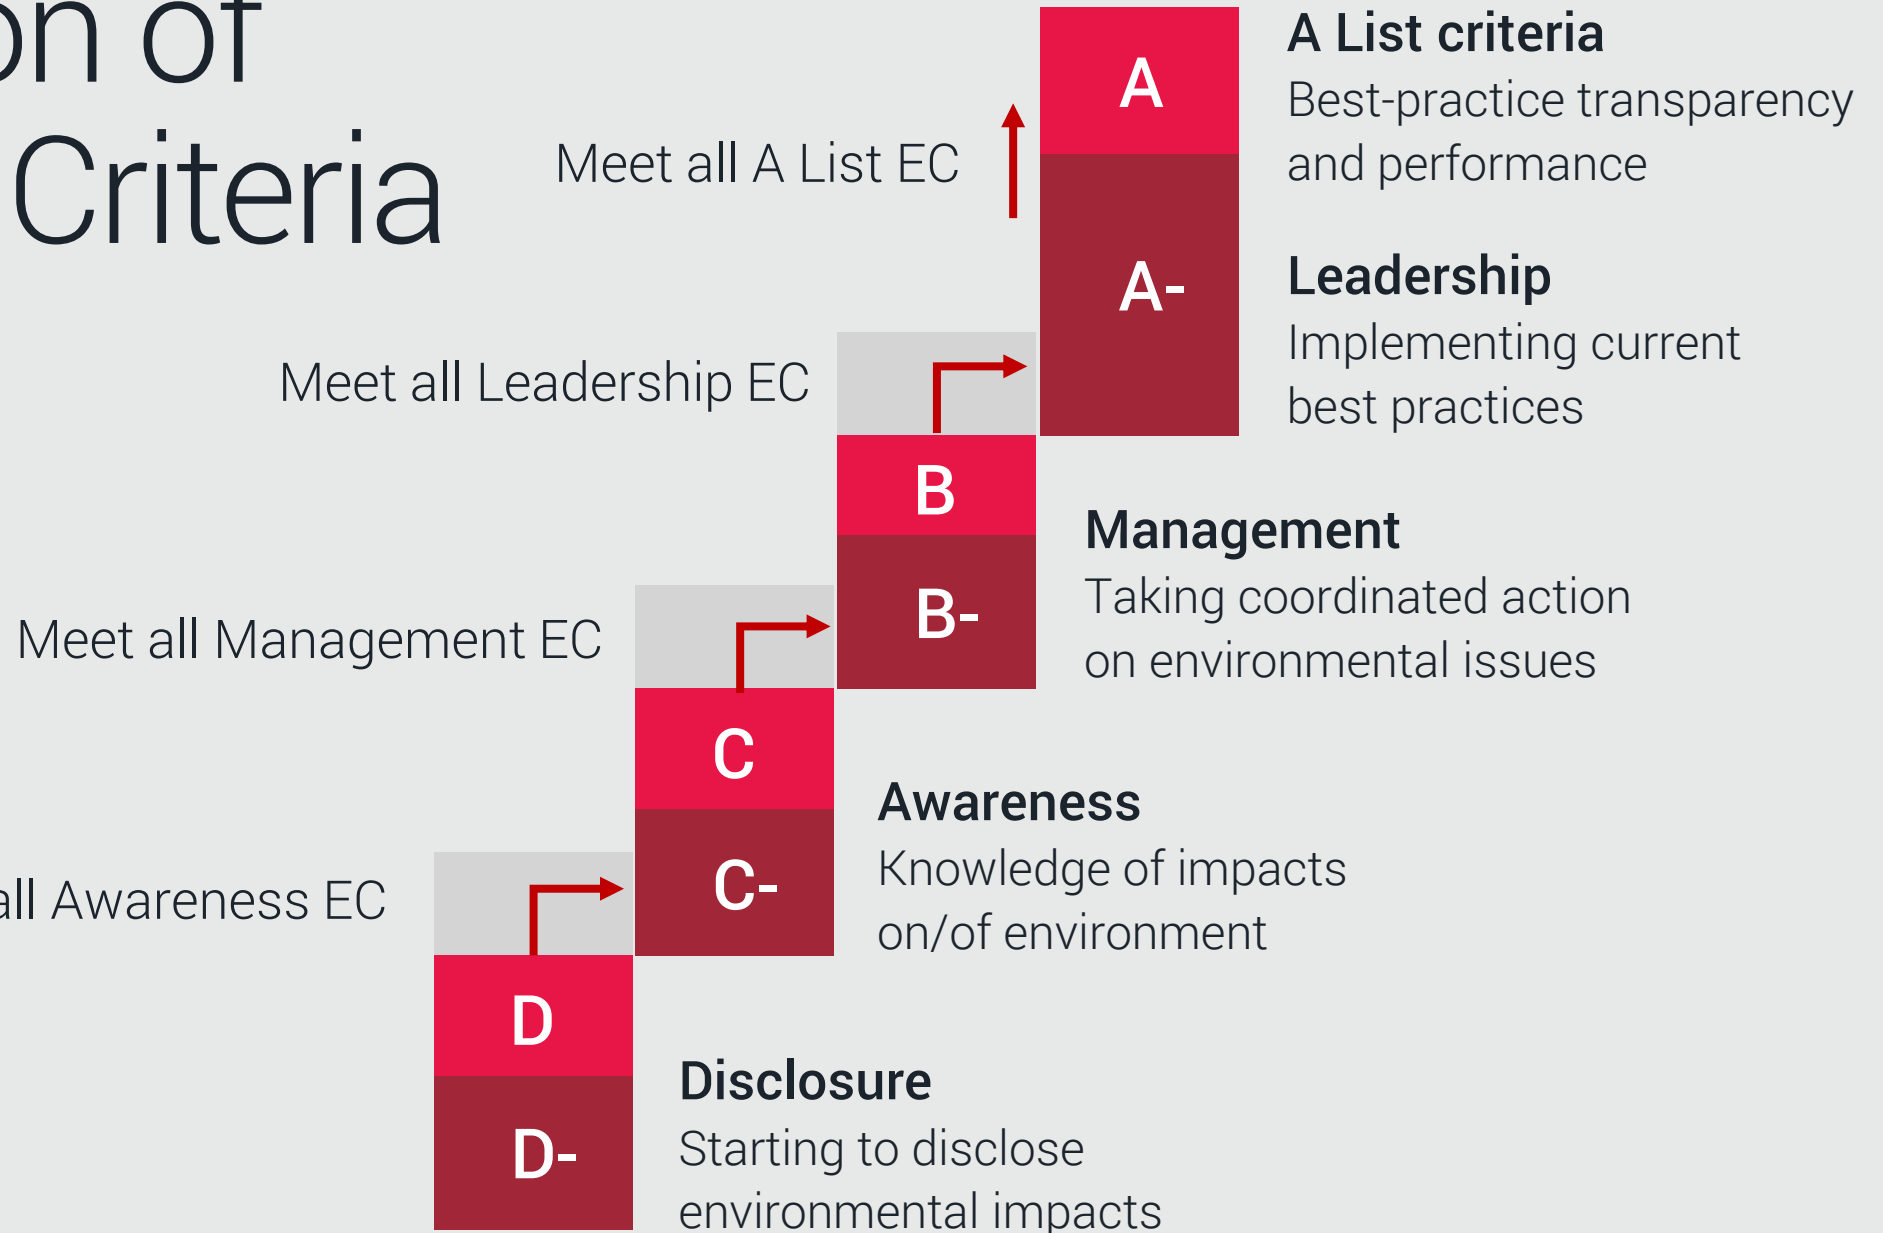 on of
Criteria
A
A List criteria
Best-practice transparency
and performance
Meet all A List EC
A-
Leadership
Implementing current
best practices
Meet all Leadership EC
B
Management
Taking coordinated action
on environmental issues
B-
Meet all Management EC
C
Awareness
Knowledge of impacts
on/of environment
C-
all Awareness EC
D
Disclosure
Starting to disclose
environmental impacts
D-